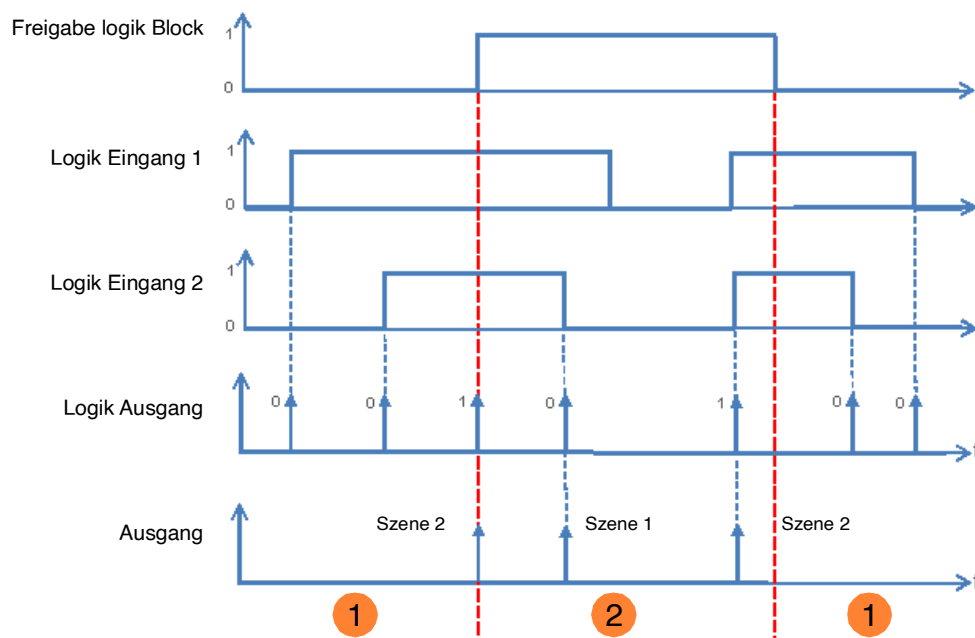 Freigabe logik Block
1
0
Logik Eingang 1
1
0
Logik Eingang 2
1
0
Logik Ausgang
0 0 1 0 1 0 0
t
Ausgang
Szene 2 Szene 1 Szene 2
t
1 2 1